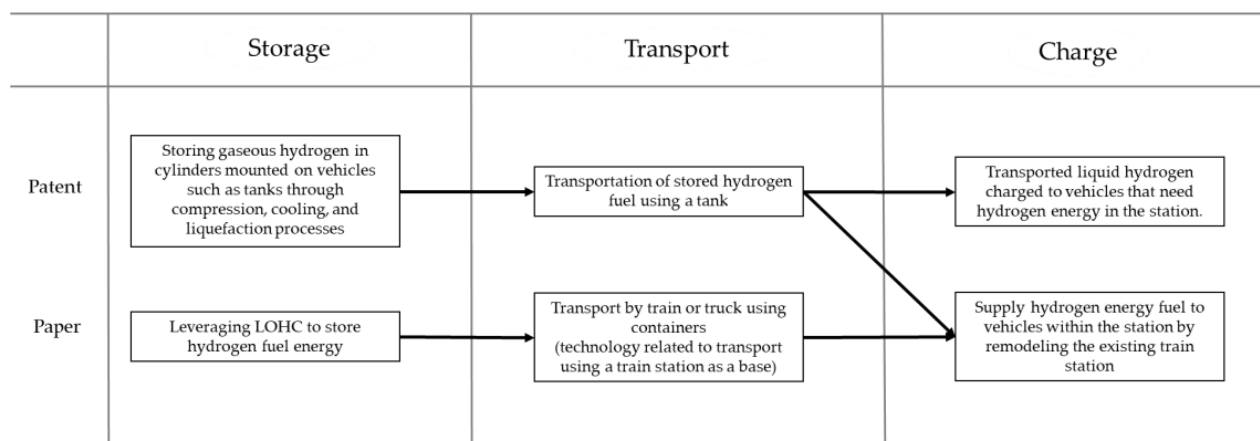 Storage
Transport
Charge
Patent
Storing gaseous hydrogen in
cylinders mounted on vehicles
such as tanks through
compression, cooling, and
liquefaction processes
Transportation of stored hydrogen
fuel using a tank
Transported liquid hydrogen
charged to vehicles that need
hydrogen energy in the station.
Paper
Leveraging LOHC to store
hydrogen fuel energy
Transport by train or truck using
containers
(technology related to transport
using a train station as a base)
Supply hydrogen energy fuel to
vehicles within the station by
remodeling the existing train
station